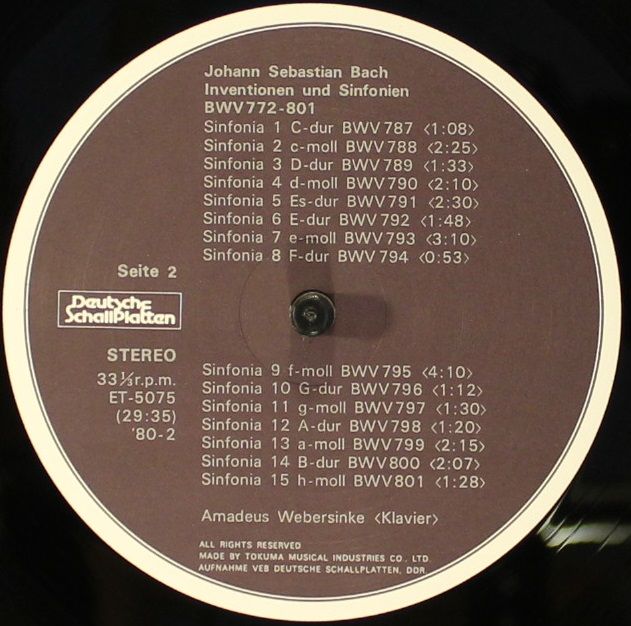 Johann Sebastian Bach
Inventionen und Sinfonien
BWV 772-801
Sinfonia 1 C-dur BWV 787 <1:08>
Sinfonia 2 c-moll BWV 788 <2:25>
Sinfonia 3 D-dur BWV 789 <1:33>
Sinfonia 4 d-moll BWV 790 <2:10>
Sinfonia 5 Es-dur BWV 791 <2:30>
Sinfonia 6 E-dur BWV 792 <1:48>
Sinfonia 7 e-moll BWV 793 <3:10>
Sinfonia 8 F-dur BWV 794 <0:53>
Seite 2
Deutsche
Schallplatten
STEREO
33⅓r.p.m.
ET-5075
(29:35)
'80-2
Sinfonia 9 f-moll BWV 795 <4:10>
Sinfonia 10 G-dur BWV 796 <1:12>
Sinfonia 11 g-moll BWV 797 <1:30>
Sinfonia 12 A-dur BWV 798 <1:20>
Sinfonia 13 a-moll BWV 799 <2:15>
Sinfonia 14 B-dur BWV 800 <2:07>
Sinfonia 15 h-moll BWV 801 <1:28>
Amadeus Webersinke <Klavier>
ALL RIGHTS RESERVED
MADE BY TOKUMA MUSICAL INDUSTRIES CO., LTD.
AUFNAHME VEB DEUTSCHE SCHALLPLATTEN, DDR.